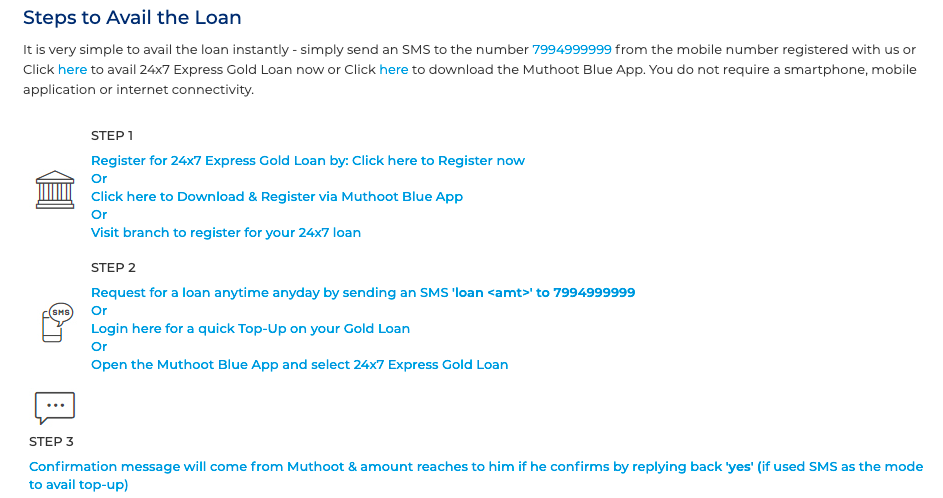 Steps to Avail the Loan
It is very simple to avail the loan instantly - simply send an SMS to the number 7994999999 from the mobile number registered with us or
Click here to avail 24x7 Express Gold Loan now or Click here to download the Muthoot Blue App. You do not require a smartphone, mobile
application or internet connectivity.
STEP 1
Register for 24x7 Express Gold Loan by: Click here to Register now
Or
Click here to Download & Register via Muthoot Blue App
Or
Visit branch to register for your 24x7 loan
STEP 2
SMS
Request for a loan anytime anyday by sending an SMS 'loan <amt>' to 7994999999
Or
Login here for a quick Top-Up on your Gold Loan
Or
Open the Muthoot Blue App and select 24x7 Express Gold Loan
STEP 3
Confirmation message will come from Muthoot & amount reaches to him if he confirms by replying back 'yes' (if used SMS as the mode
to avail top-up)